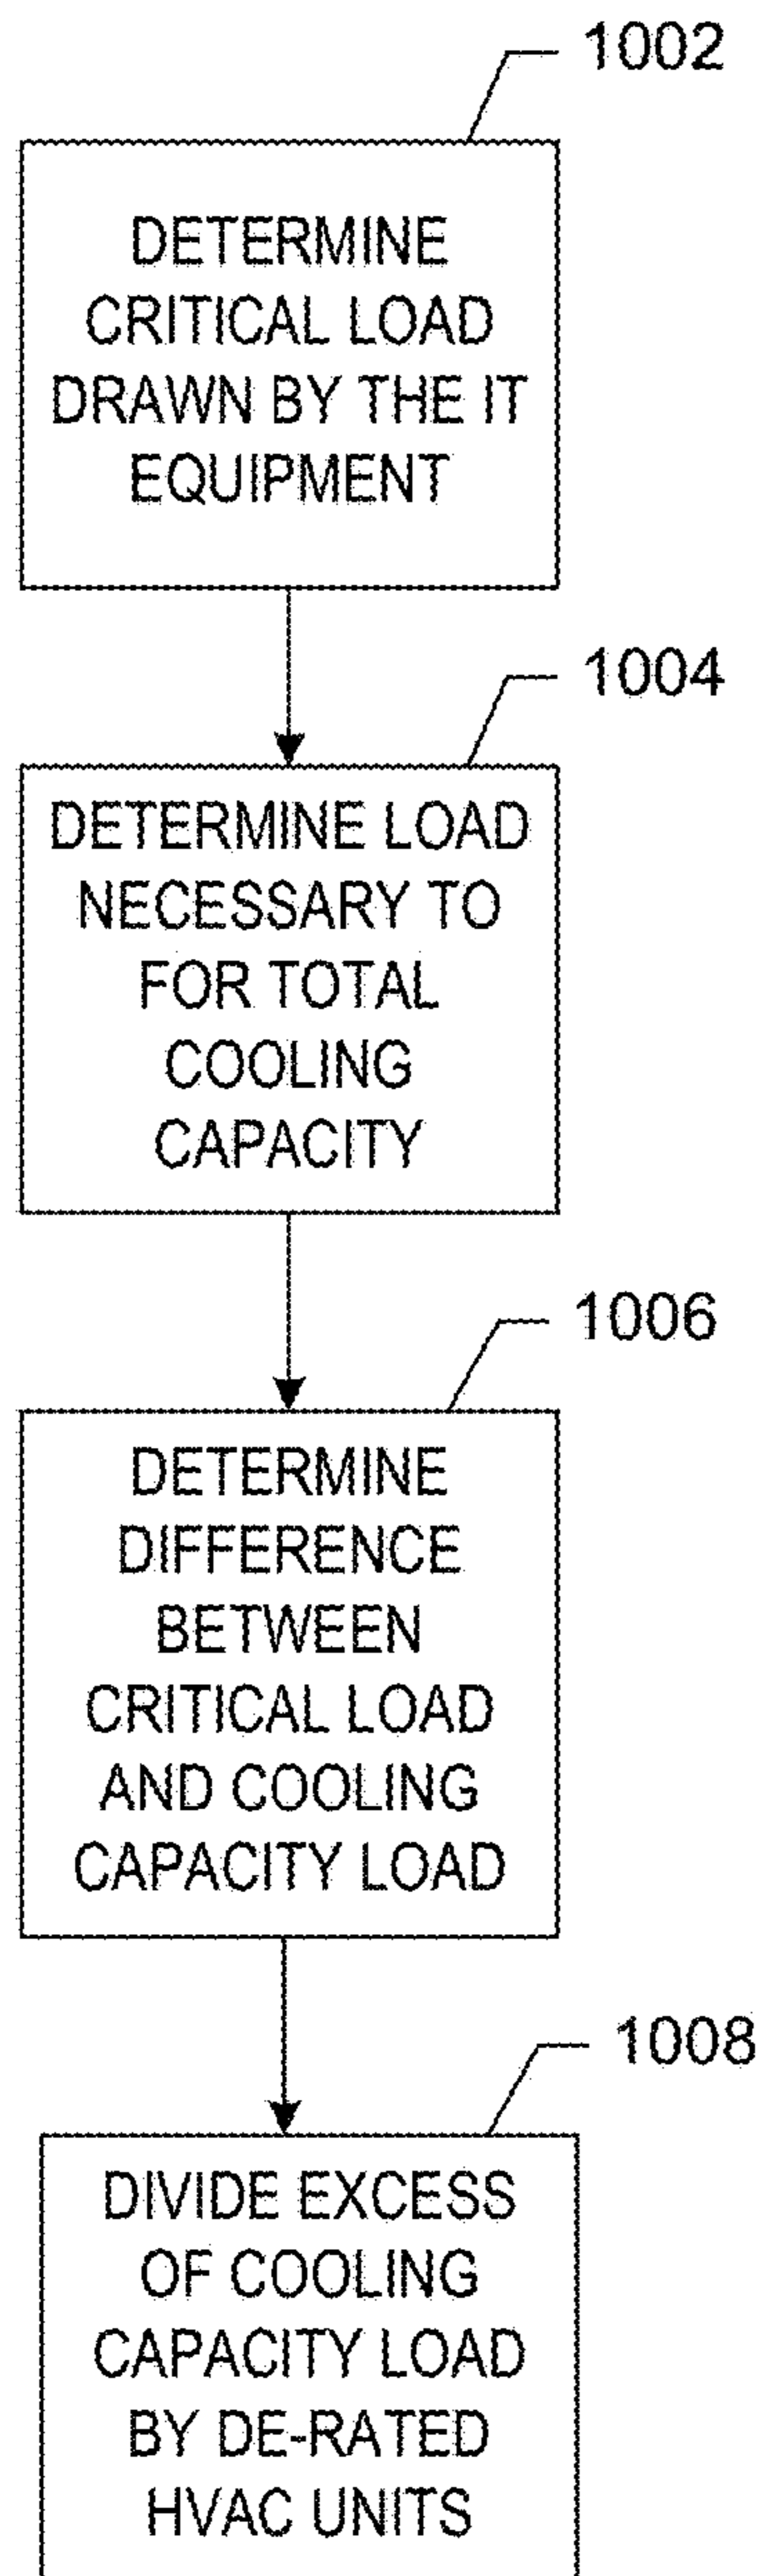 1002
DETERMINE
CRITICAL LOAD
DRAWN BY THE IT
EQUIPMENT
1004
DETERMINE LOAD
NECESSARY TO
FOR TOTAL
COOLING
CAPACITY
1006
DETERMINE
DIFFERENCE
BETWEEN
CRITICAL LOAD
AND COOLING
CAPACITY LOAD
1008
DIVIDE EXCESS
OF COOLING
CAPACITY LOAD
BY DE-RATED
HVAC UNITS